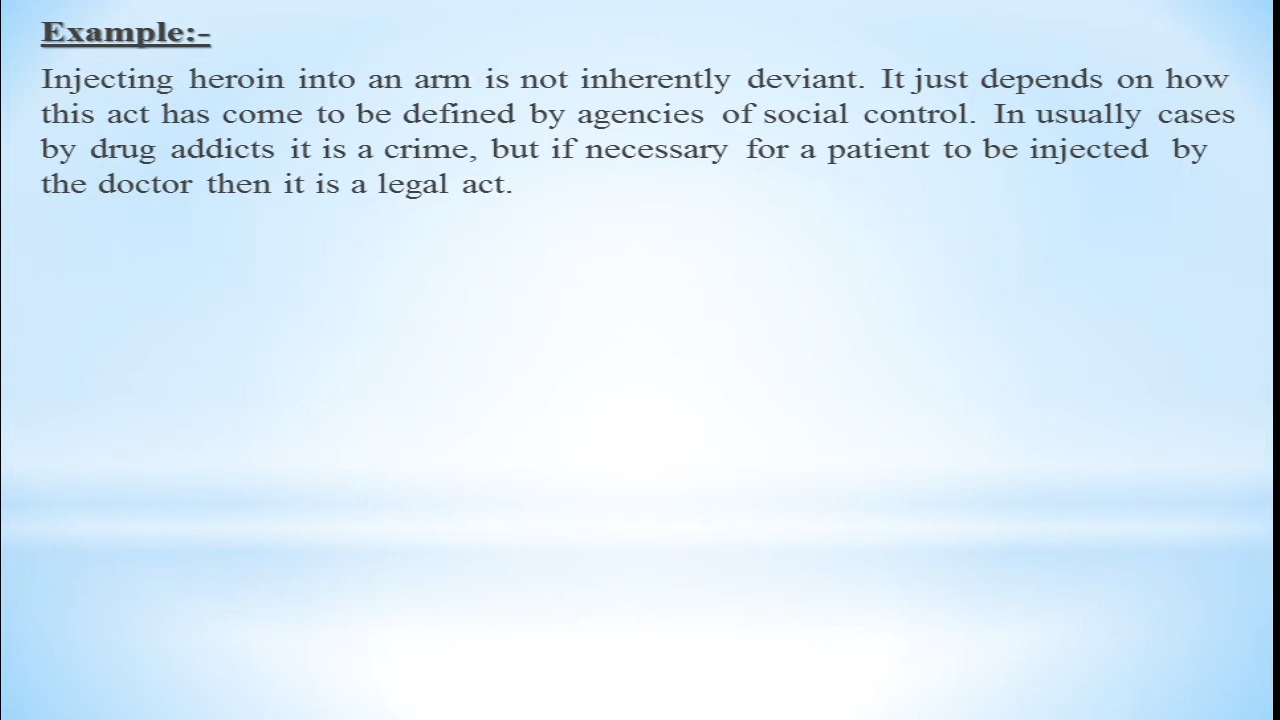 Example:-
Injecting heroin into an arm is not inherently deviant. It just depends on how
this act has come to be defined by agencies of social control. In usually cases
by drug addicts it is a crime, but if necessary for a patient to be injected by
the doctor then it is a legal act.